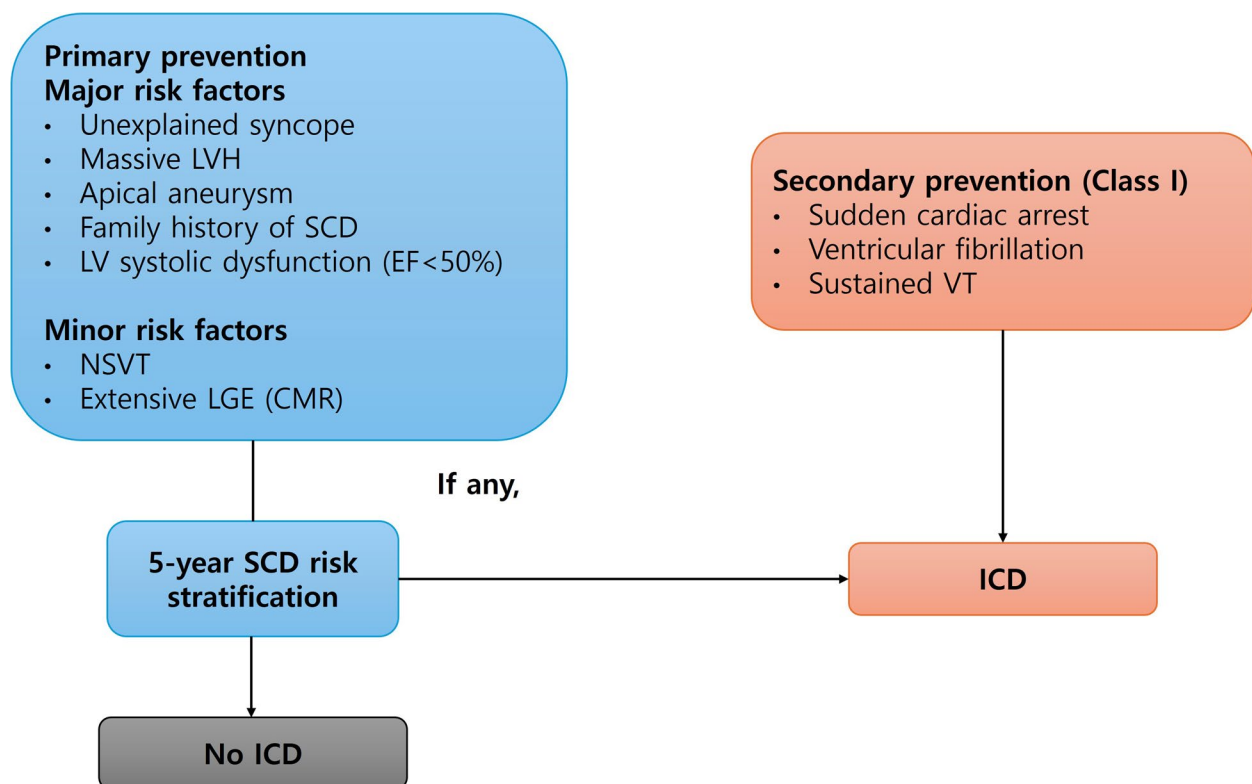 Primary prevention
Major risk factors
• Unexplained syncope
• Massive LVH
• Apical aneurysm
• Family history of SCD
• LV systolic dysfunction (EF<50%)
Minor risk factors
• NSVT
• Extensive LGE (CMR)
Secondary prevention (Class I)
• Sudden cardiac arrest
• Ventricular fibrillation
• Sustained VT
If any,
5-year SCD risk
stratification
ICD
No ICD